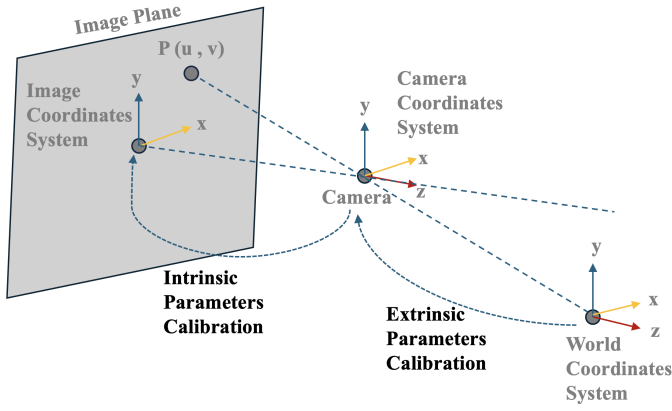 Image Plane
P (u , v)
Image
Coordinates
System
y
x
Camera
Coordinates
System
y
x
z
Camera
Intrinsic
Parameters
Calibration
Extrinsic
Parameters
Calibration
y
x
z
World
Coordinates
System